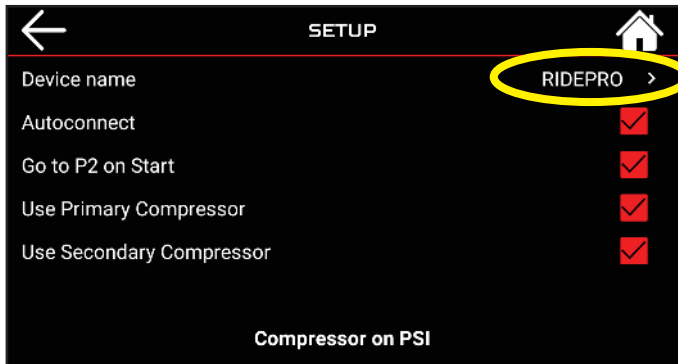 SETUP
Device name RIDEPRO >
Autoconnect
Go to P2 on Start
Use Primary Compressor
Use Secondary Compressor
Compressor on PSI